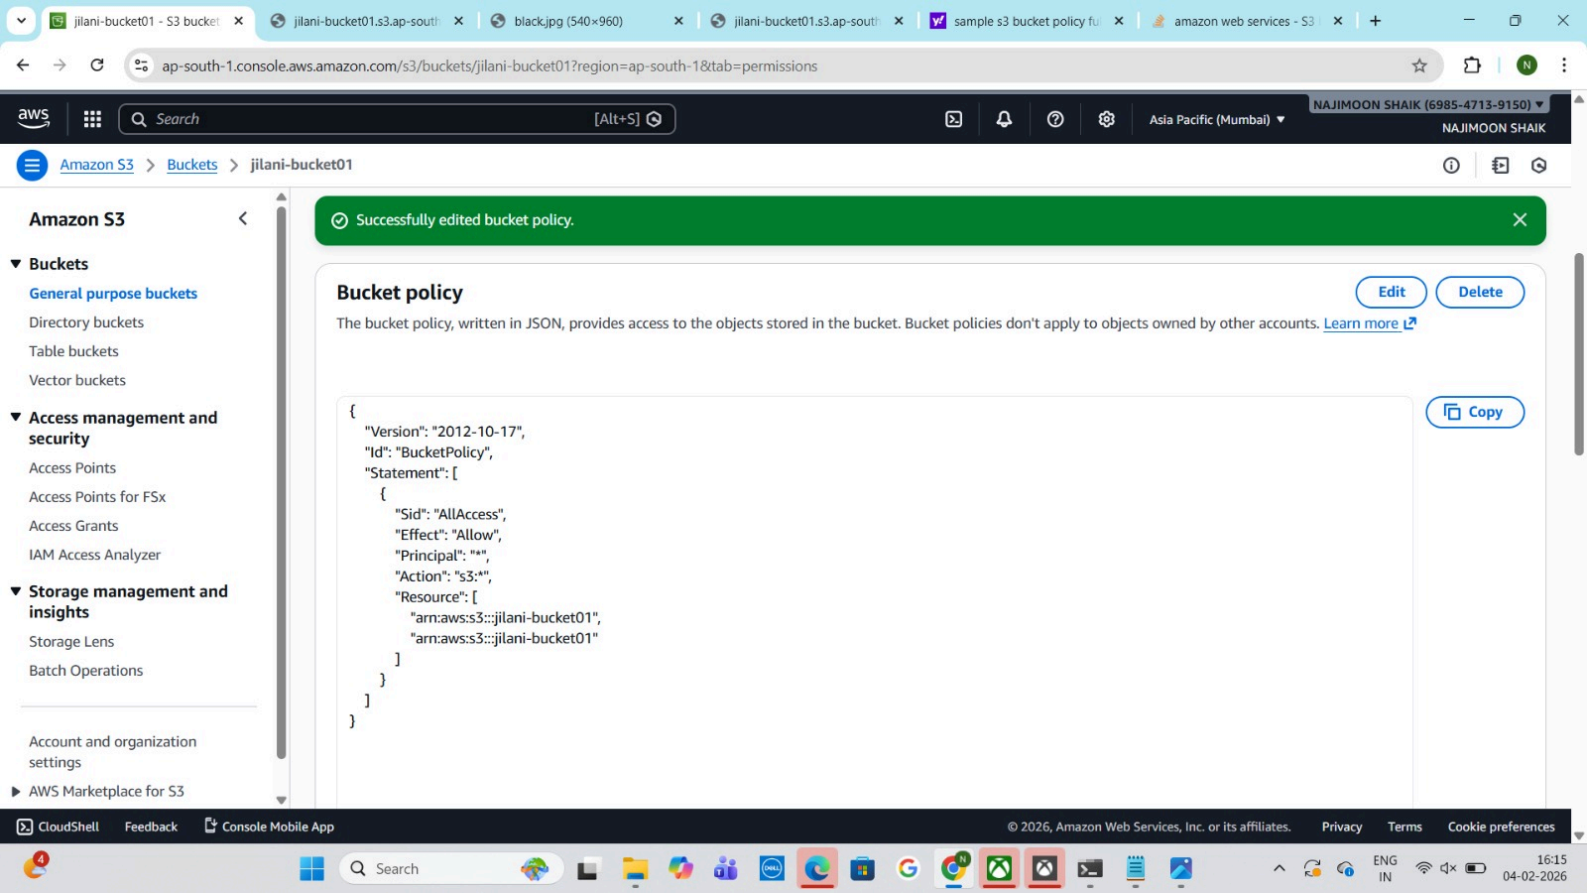 jilani-bucket01 - S3 bucket
jilani-bucket01.s3.ap-south
black.jpg (540×960)
jilani-bucket01.s3.ap-south
sample s3 bucket policy fu
amazon web services - S3
ap-south-1.console.aws.amazon.com/s3/buckets/jilani-bucket01?region=ap-south-1&tab=permissions
N
aws
Search
[Alt+S]
Asia Pacific (Mumbai)
NAJIMOON SHAIK (6985-4713-9150)
NAJIMOON SHAIK
Amazon S3
Buckets
jilani-bucket01
Amazon S3
Buckets
General purpose buckets
Directory buckets
Table buckets
Vector buckets
Access management and
security
Access Points
Access Points for FSx
Access Grants
IAM Access Analyzer
Storage management and
insights
Storage Lens
Batch Operations
Account and organization
settings
AWS Marketplace for S3
Successfully edited bucket policy.
Bucket policy
Edit
Delete
The bucket policy, written in JSON, provides access to the objects stored in the bucket. Bucket policies don't apply to objects owned by other accounts. Learn more
Copy
{
"Version": "2012-10-17",
"Id": "BucketPolicy",
"Statement": [
{
"Sid": "AllAccess",
"Effect": "Allow",
"Principal": "*",
"Action": "s3:*",
"Resource": [
"arn:aws:s3:::jilani-bucket01",
"arn:aws:s3:::jilani-bucket01"
]
}
]
}
CloudShell
Feedback
Console Mobile App
© 2026, Amazon Web Services, Inc. or its affiliates.
Privacy
Terms
Cookie preferences
4
Search
DELL
N
ENG
IN
16:15
04-02-2026